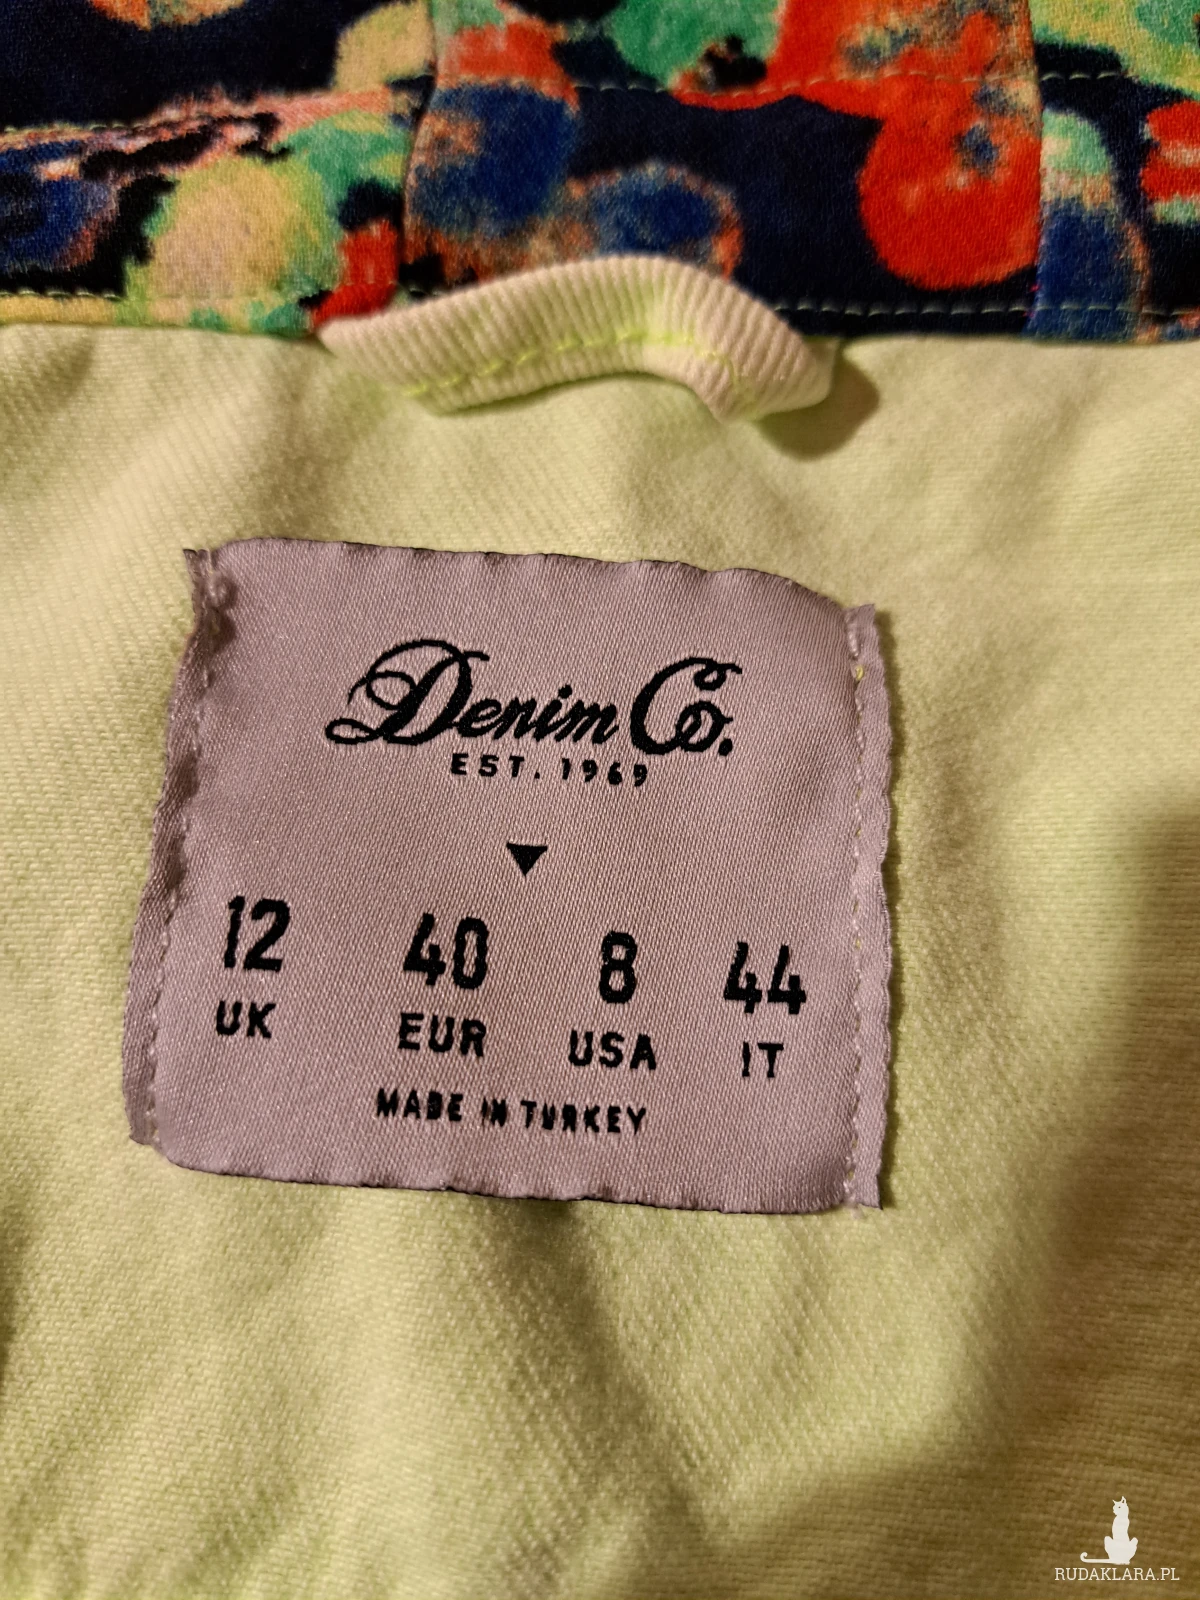 Denim Co.
EST. 1969
12 40 8 44
UK EUR USA IT
MADE IN TURKEY
RUDAKLARA.PL